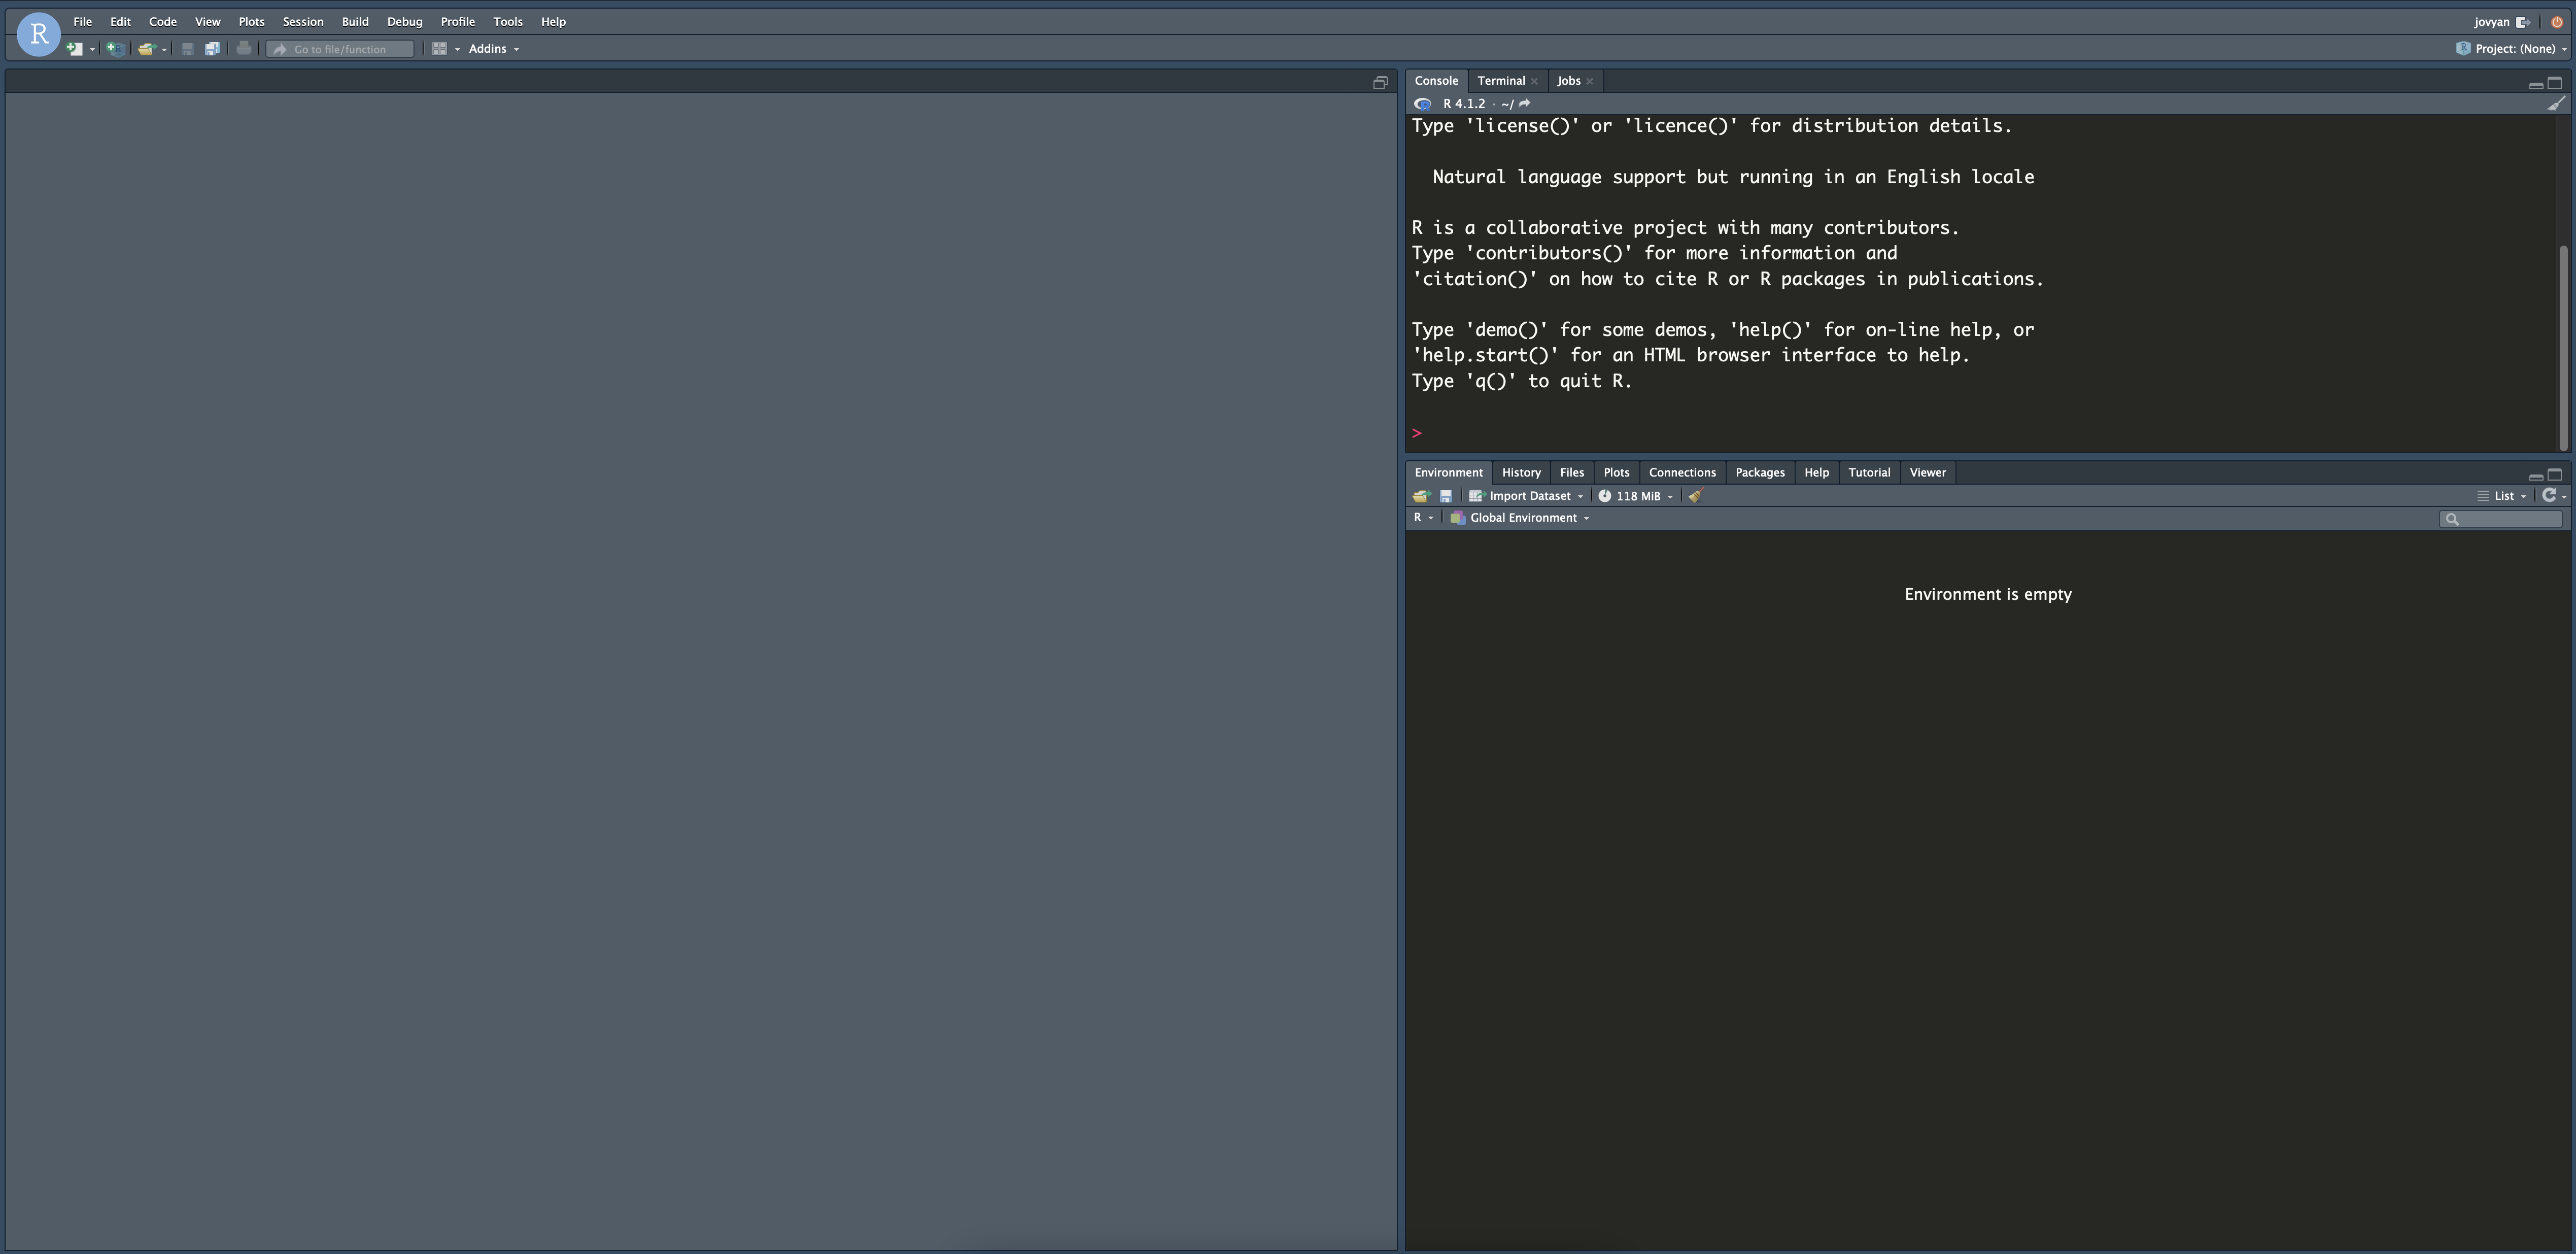 R
File Edit Code View Plots Session Build Debug Profile Tools Help
jovyan
Go to file/function
Addins
R Project: (None)
Console Terminal Jobs
R R 4.1.2 · ~/
Type 'license()' or 'licence()' for distribution details.
Natural language support but running in an English locale
R is a collaborative project with many contributors.
Type 'contributors()' for more information and
'citation()' on how to cite R or R packages in publications.
Type 'demo()' for some demos, 'help()' for on-line help, or
'help.start()' for an HTML browser interface to help.
Type 'q()' to quit R.
>
Environment History Files Plots Connections Packages Help Tutorial Viewer
Import Dataset 118 MiB
List
R Global Environment
Environment is empty